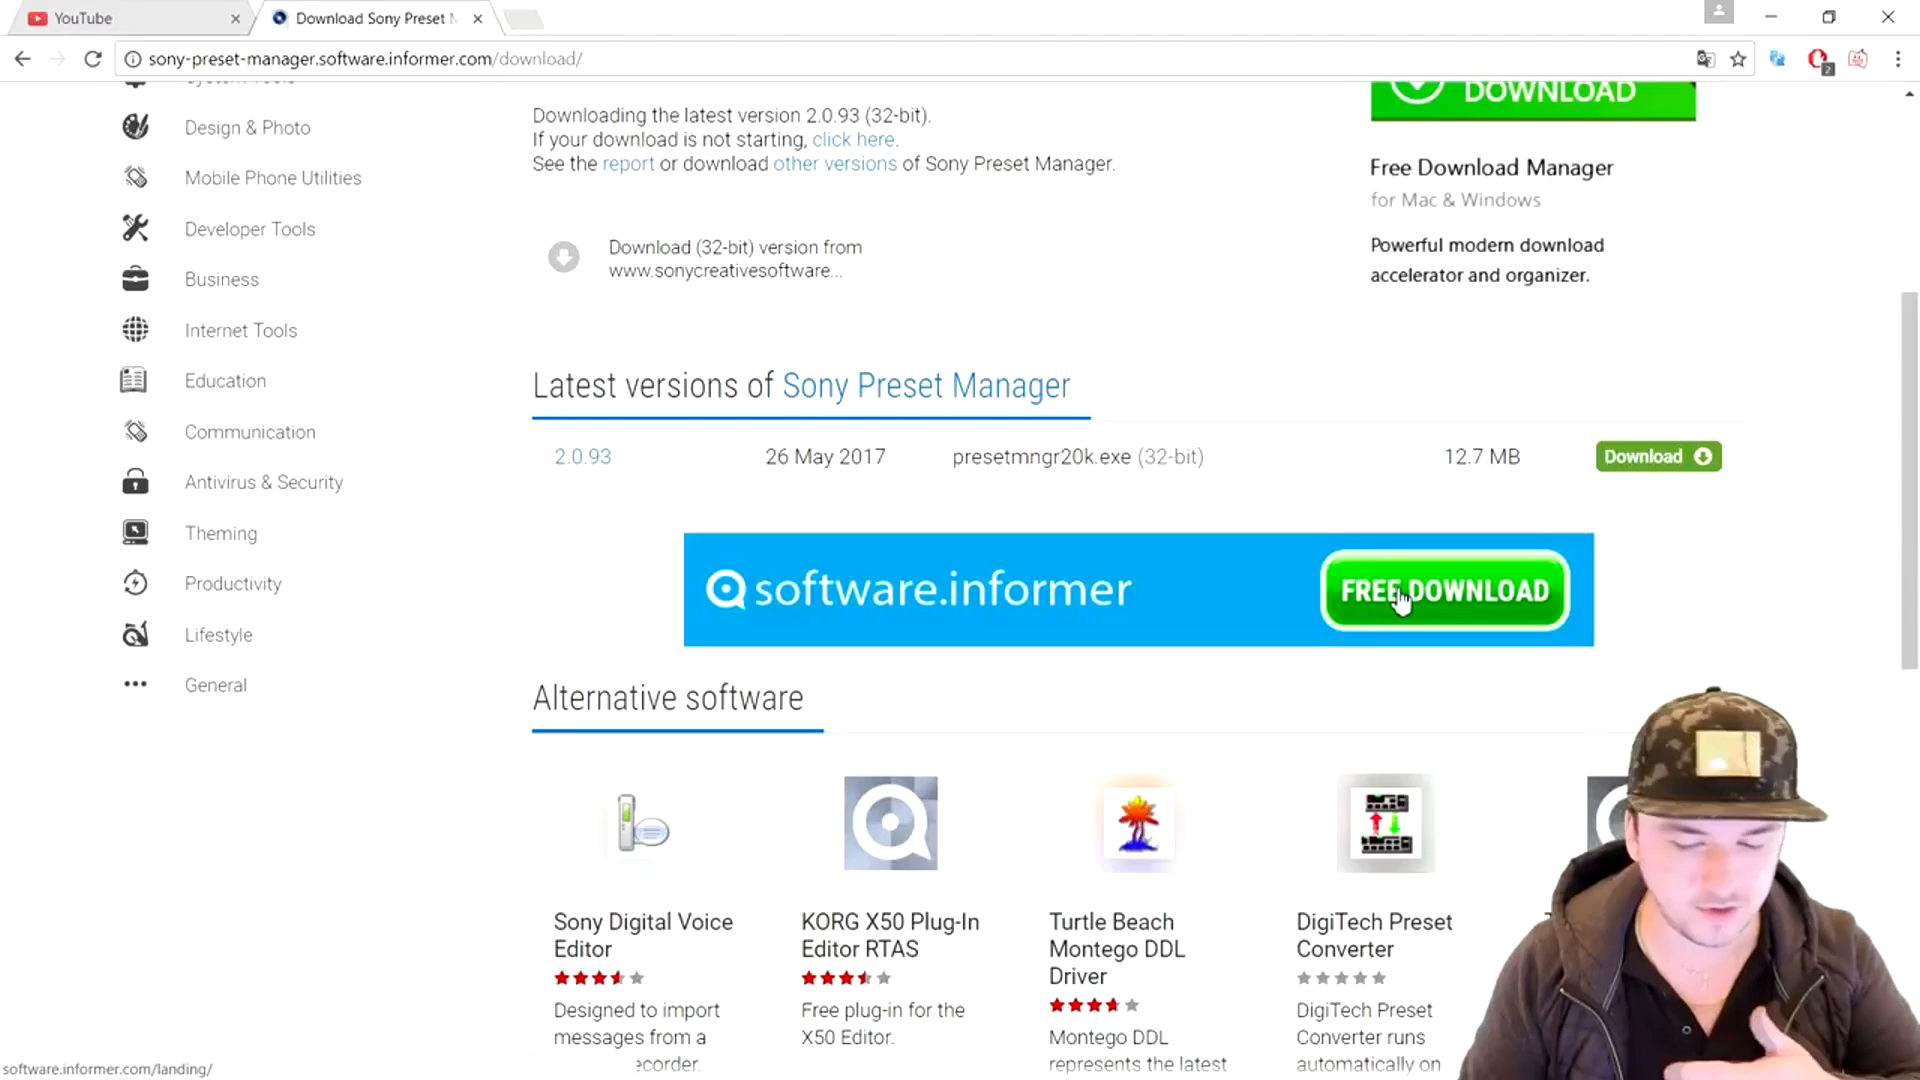 YouTube
Download Sony Preset M
sony-preset-manager.software.informer.com/download/
2
Design & Photo
Mobile Phone Utilities
Developer Tools
Business
Internet Tools
Education
Communication
Antivirus & Security
Theming
Productivity
Lifestyle
General
Downloading the latest version 2.0.93 (32-bit).
If your download is not starting, click here.
See the report or download other versions of Sony Preset Manager.
Download (32-bit) version from
www.sonycreativesoftware...
DOWNLOAD
Free Download Manager
for Mac & Windows
Powerful modern download
accelerator and organizer.
Latest versions of Sony Preset Manager
2.0.93 26 May 2017 presetmngr20k.exe (32-bit) 12.7 MB Download
software.informer FREE DOWNLOAD
Alternative software
Sony Digital Voice
Editor
Designed to import
messages from a
ecorder.
KORG X50 Plug-In
Editor RTAS
Free plug-in for the
X50 Editor.
Turtle Beach
Montego DDL
Driver
Montego DDL
represents the latest
DigiTech Preset
Converter
DigiTech Preset
Converter runs
automatically on
software.informer.com/landing/